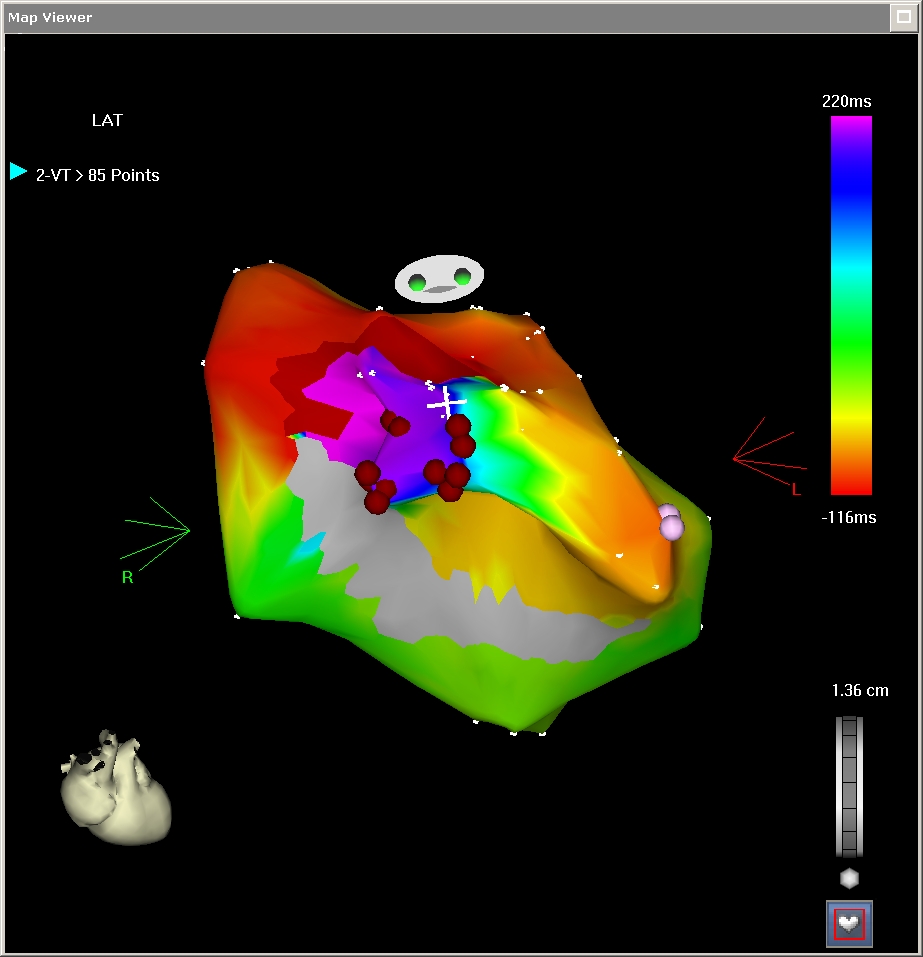 Map Viewer
LAT
220ms
2-VT > 85 Points
L
-116ms
R
1.36 cm